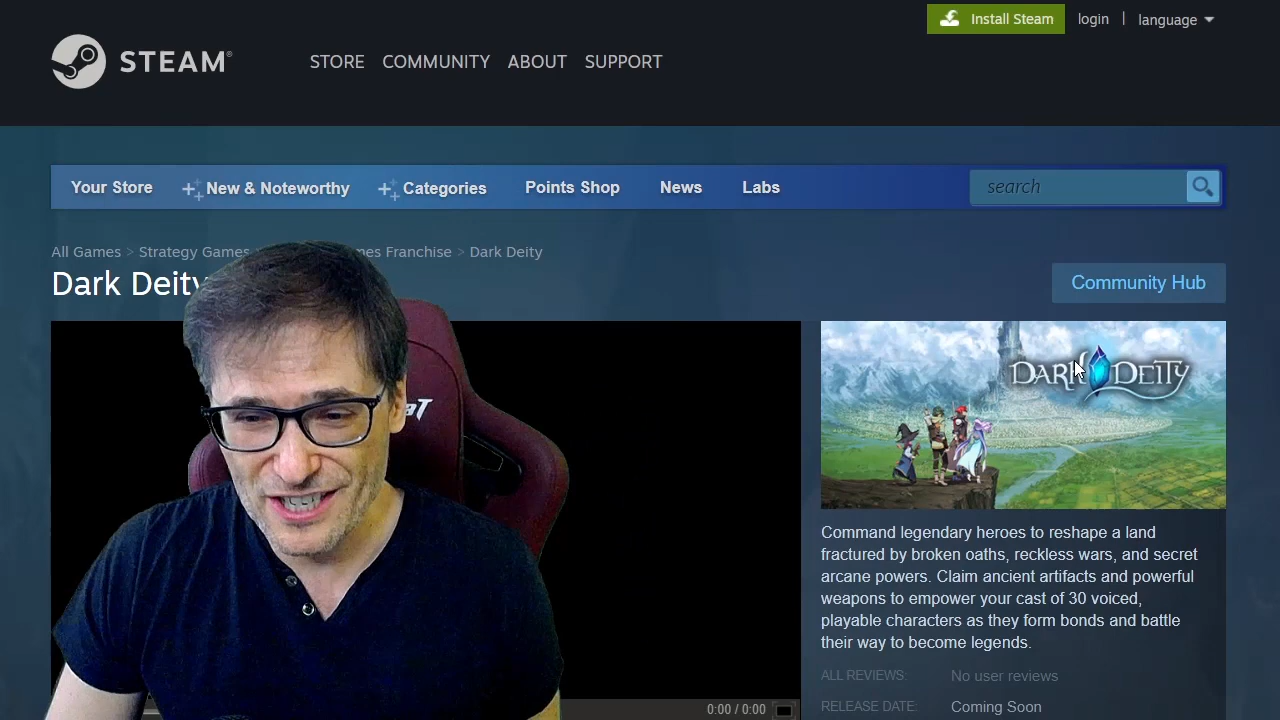 Install Steam login | language
STEAM®
STORE COMMUNITY ABOUT SUPPORT
Your Store New & Noteworthy Categories Points Shop News Labs search
All Games > Strategy Games Franchise > Dark Deity
Dark Deity
Community Hub
DARK DEITY
Command legendary heroes to reshape a land
fractured by broken oaths, reckless wars, and secret
arcane powers. Claim ancient artifacts and powerful
weapons to empower your cast of 30 voiced,
playable characters as they form bonds and battle
their way to become legends.
ALL REVIEWS: No user reviews
0:00 / 0:00
RELEASE DATE: Coming Soon